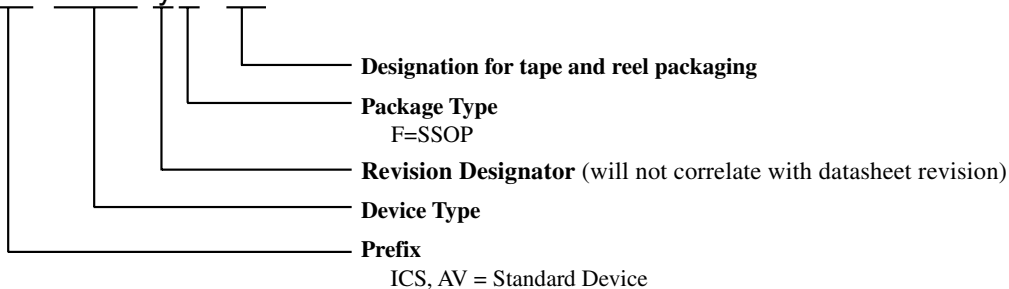 Designation for tape and reel packaging
Package Type
F=SSOP
Revision Designator (will not correlate with datasheet revision)
Device Type
Prefix
ICS, AV = Standard Device